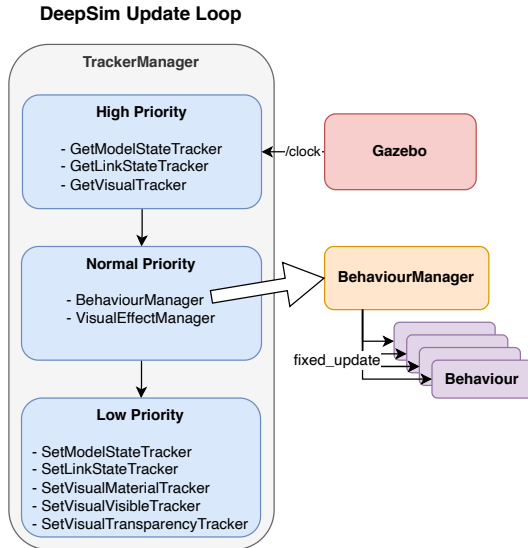 DeepSim Update Loop
TrackerManager
High Priority
- GetModelStateTracker
- GetLinkStateTracker
- GetVisualTracker
/clock
Gazebo
Normal Priority
- BehaviourManager
- VisualEffectManager
BehaviourManager
fixed_update
Behaviour
Low Priority
- SetModelStateTracker
- SetLinkStateTracker
- SetVisualMaterialTracker
- SetVisualVisibleTracker
- SetVisualTransparencyTracker